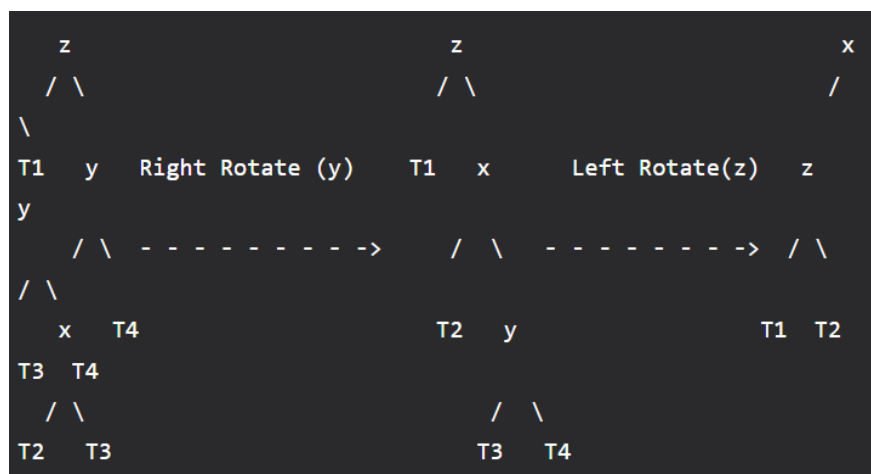 z                            z                            x
  / \                          / \                          /
\
T1   y   Right Rotate (y)    T1   x      Left Rotate(z)   z
y
    / \  - - - - - - - - ->     /  \   - - - - - - - ->  / \
/ \
   x   T4                      T2   y                  T1  T2
T3  T4
  / \                              /  \
T2   T3                           T3   T4